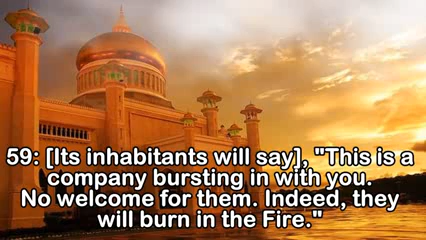 59: [Its inhabitants will say], "This is a
company bursting in with you.
No welcome for them. Indeed, they
will burn in the Fire."